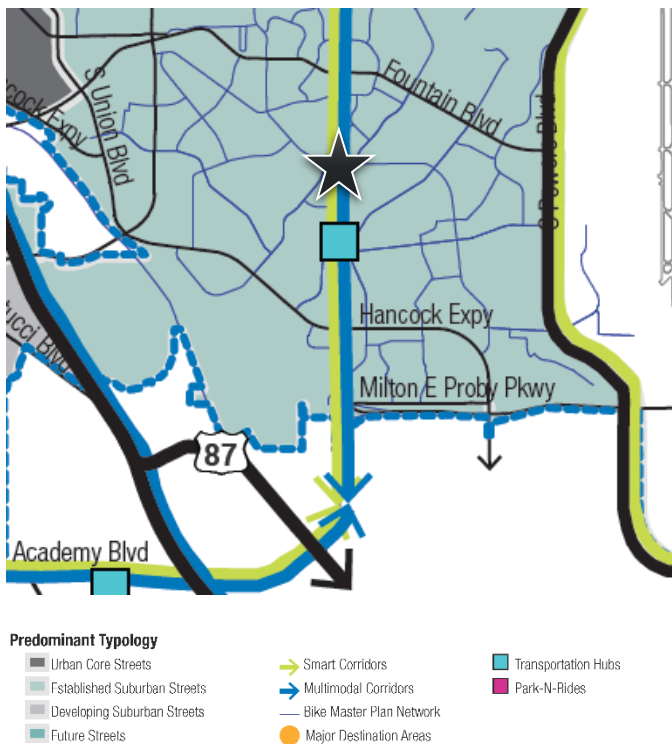 Fountain Blvd
S Union Blvd
cock Expy
S Powers Blvd
Hancock Expy
tucci Blvd
Milton E Proby Pkwy
87
Academy Blvd
Predominant Typology
Urban Core Streets
Established Suburban Streets
Developing Suburban Streets
Future Streets
Smart Corridors
Multimodal Corridors
Bike Master Plan Network
Major Destination Areas
Transportation Hubs
Park-N-Rides